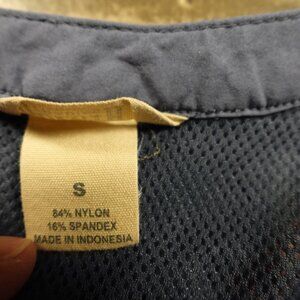 S
84% NYLON
16% SPANDEX
MADE IN INDONESIA